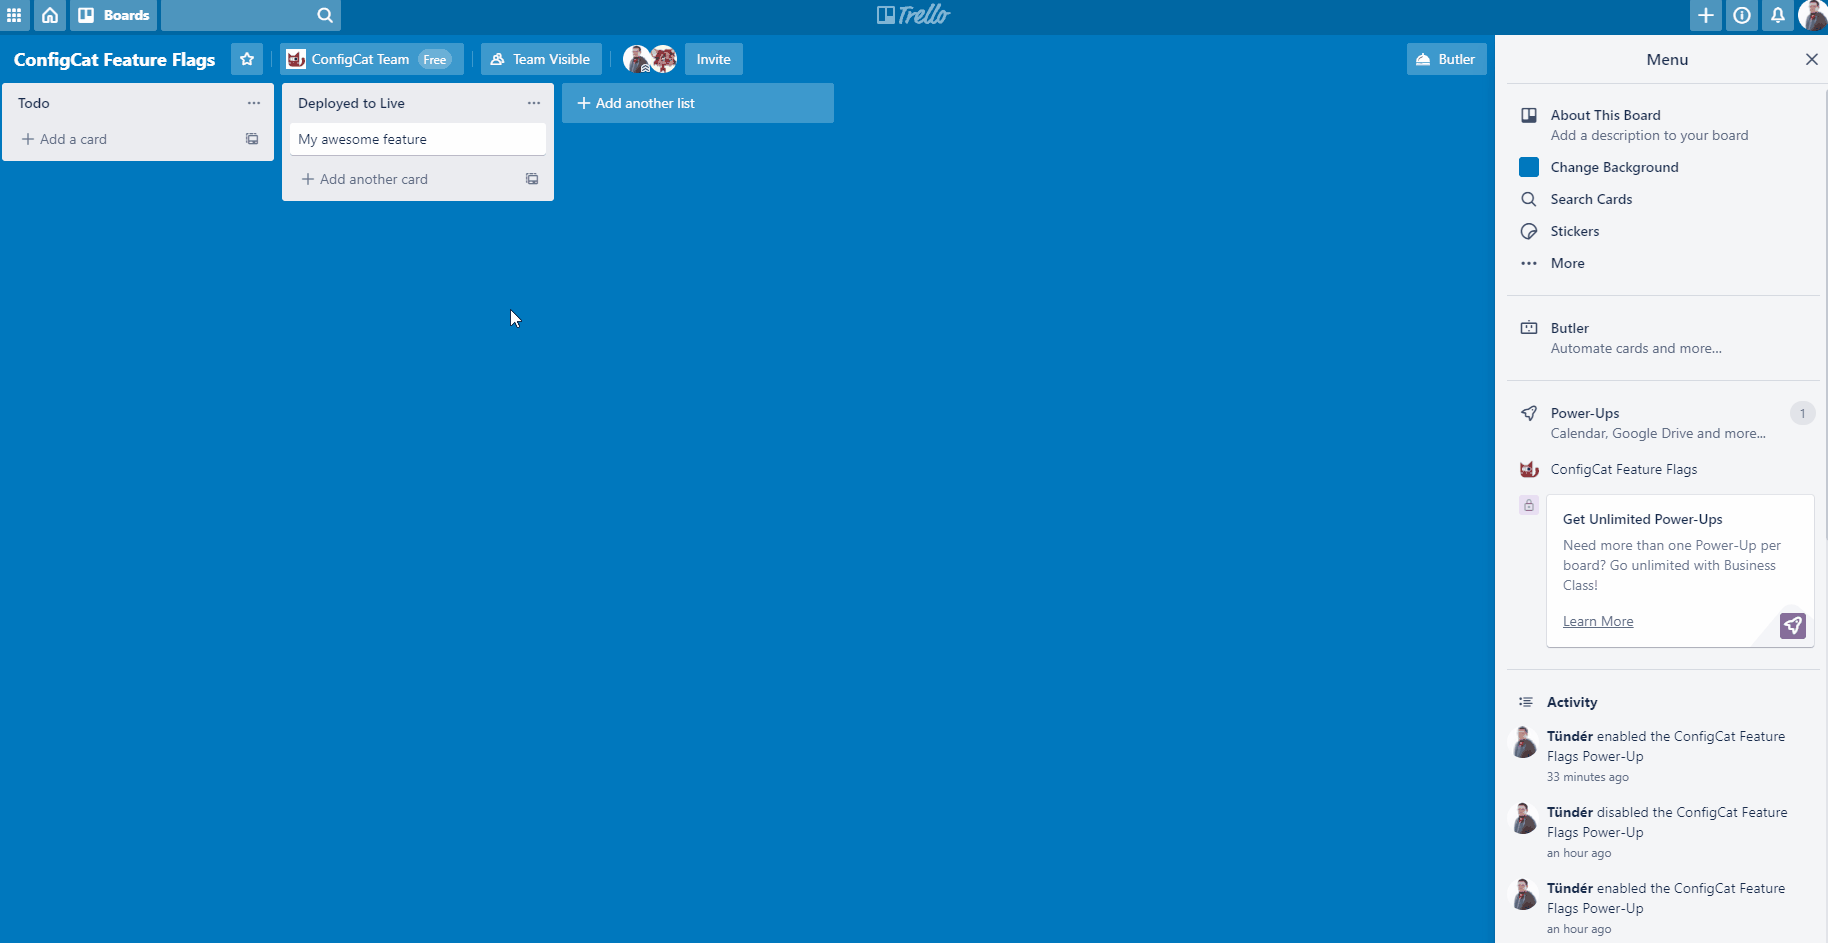 Boards
Trello
ConfigCat Feature Flags
ConfigCat Team Free
Team Visible
Invite
Butler
Todo
Add a card
Deployed to Live
My awesome feature
Add another card
Add another list
Menu
About This Board
Add a description to your board
Change Background
Search Cards
Stickers
More
Butler
Automate cards and more...
Power-Ups
1
Calendar, Google Drive and more...
ConfigCat Feature Flags
Get Unlimited Power-Ups
Need more than one Power-Up per
board? Go unlimited with Business
Class!
Learn More
Activity
Tündér enabled the ConfigCat Feature
Flags Power-Up
33 minutes ago
Tündér disabled the ConfigCat Feature
Flags Power-Up
an hour ago
Tündér enabled the ConfigCat Feature
Flags Power-Up
an hour ago